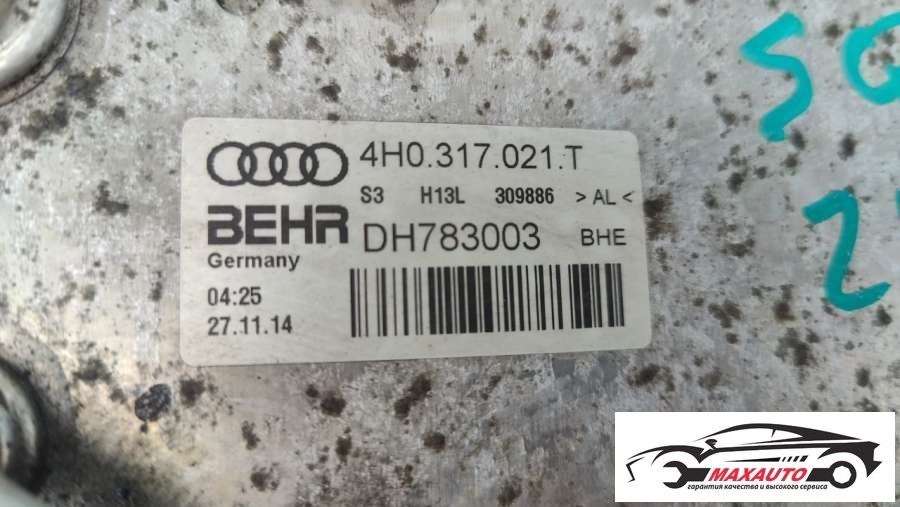 4H0.317.021.T
S3 H13L 309886 >AL<
BEHR DH783003 BHE
Germany
04:25
27.11.14
MAXAUTO
гарантия качества и высокого сервиса